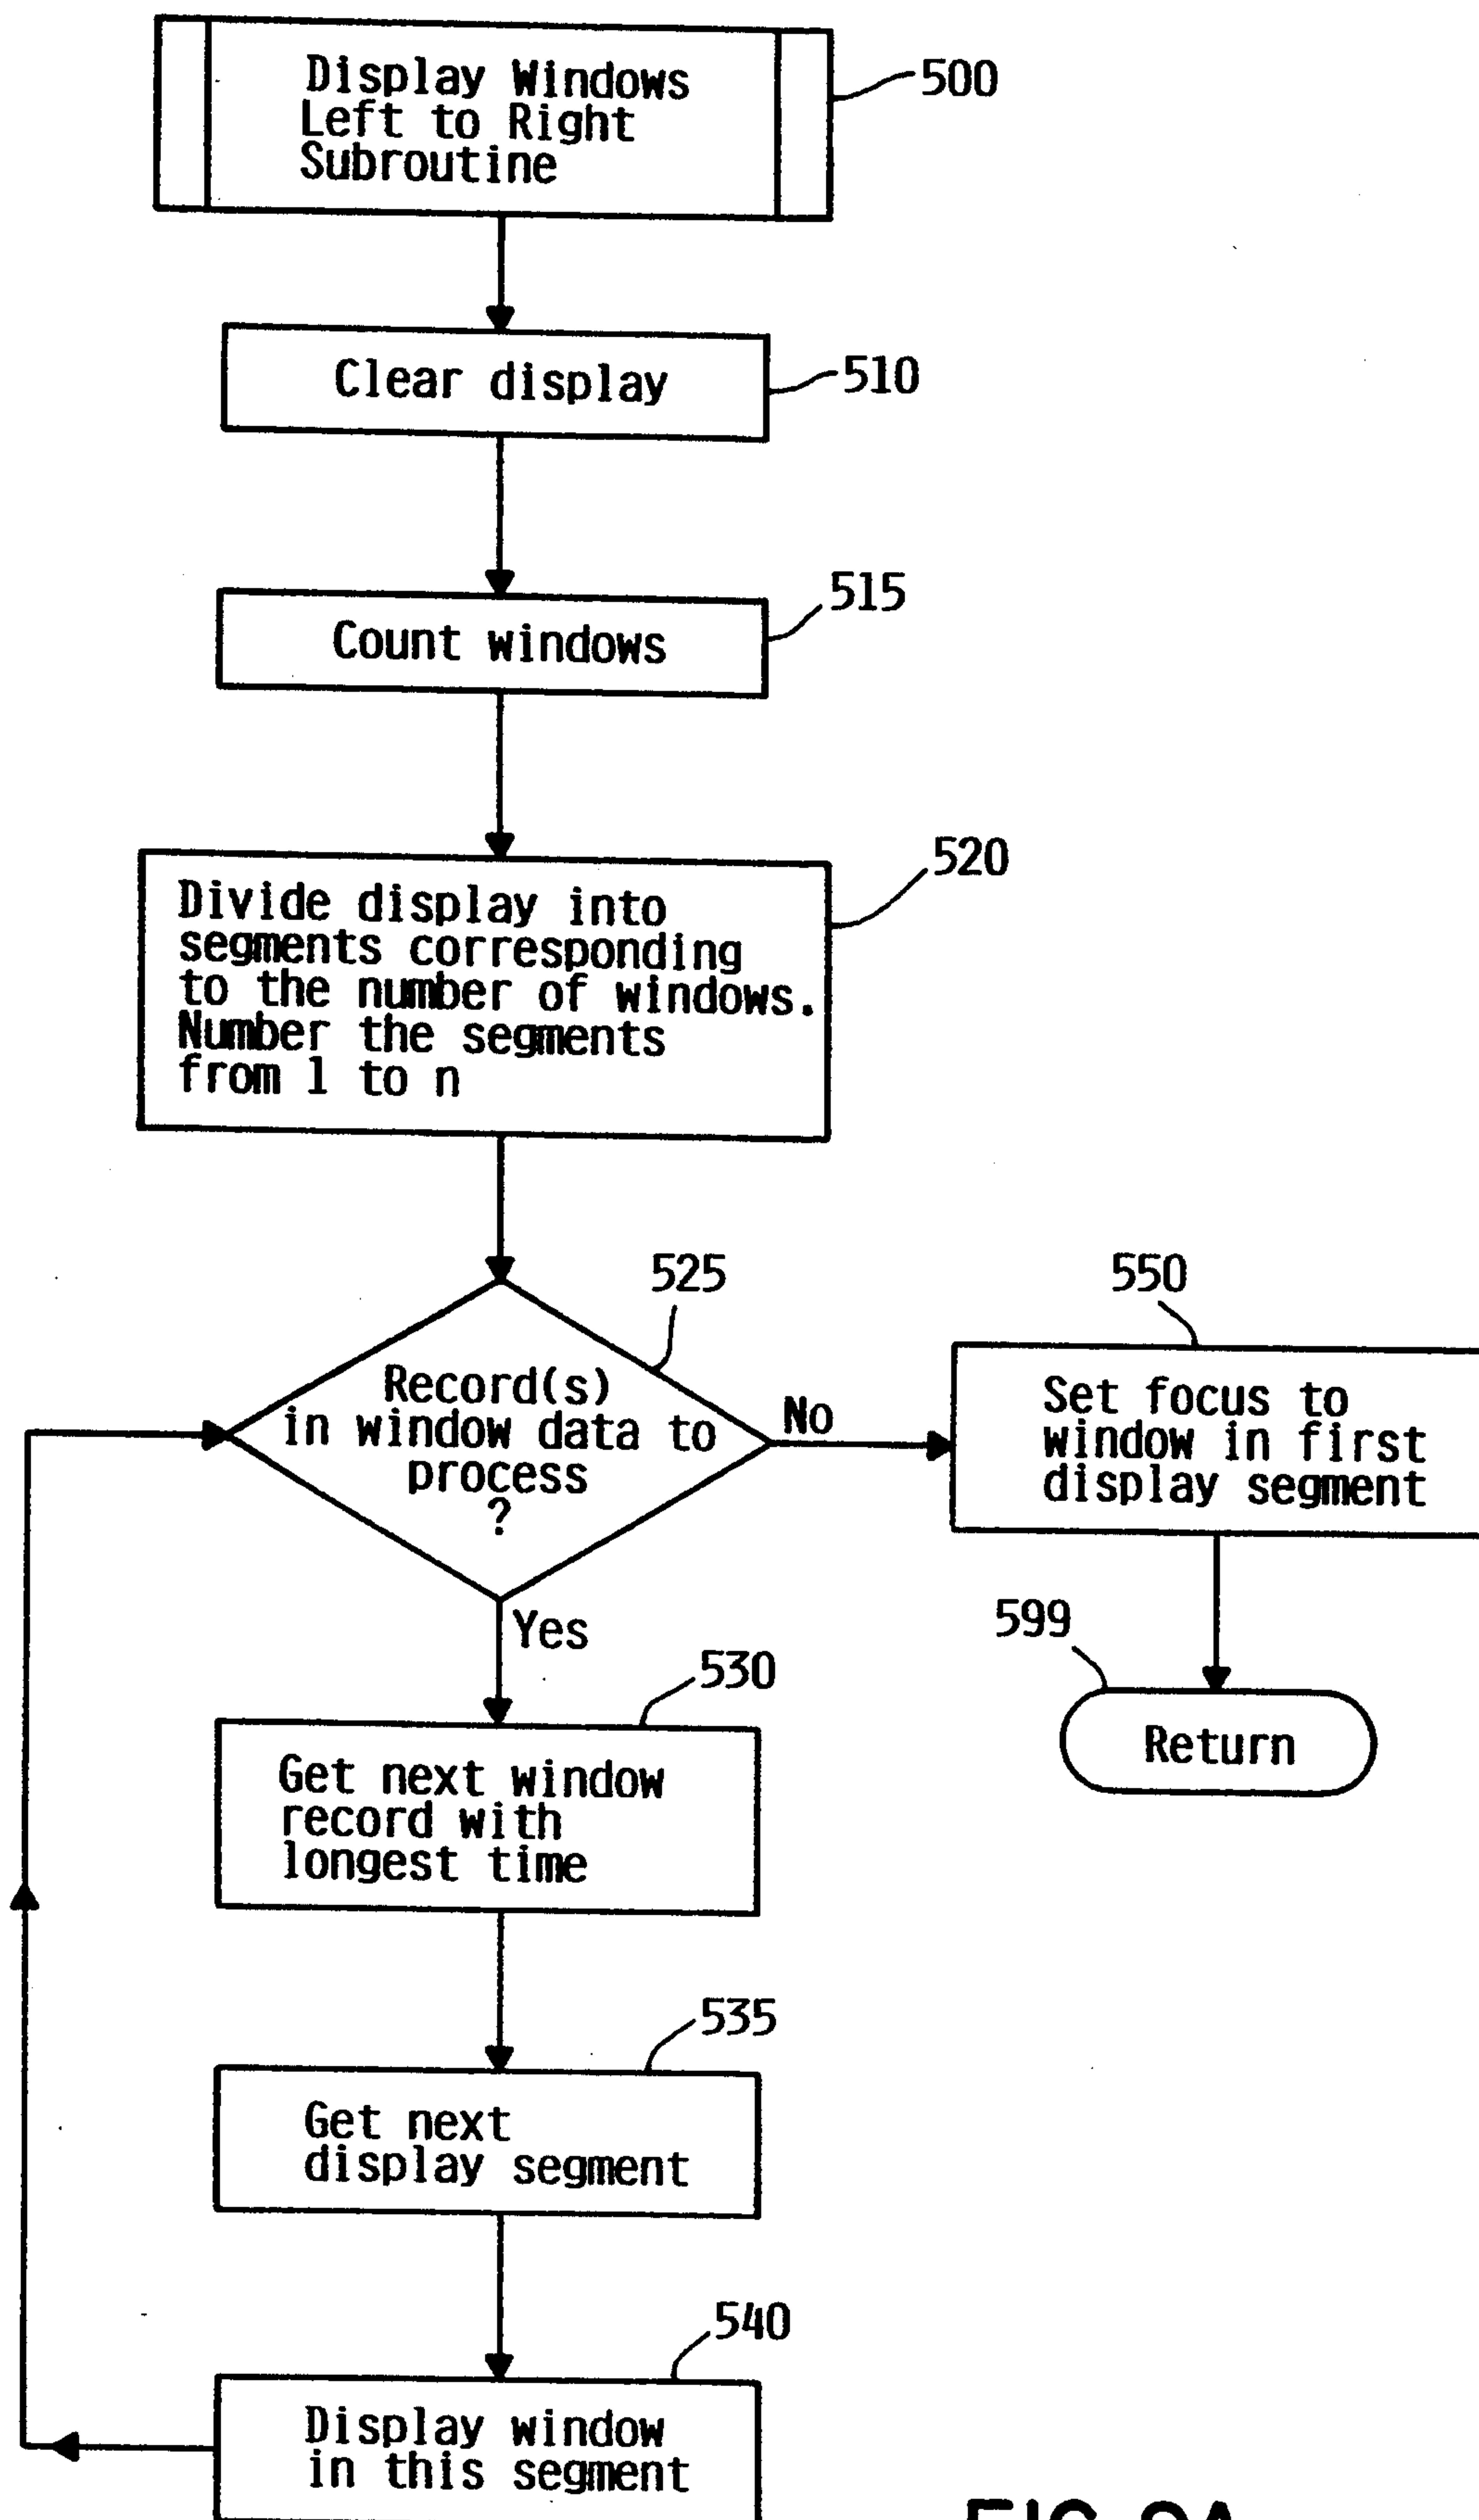 Display Windows
Left to Right
Subroutine
500
Clear display
510
515
Count windows
520
Divide display into
segments corresponding
to the number of windows.
Number the segments
from 1 to n
525
550
Record(s)
in window data to
process
?
No
Set focus to
window in first
display segment
Yes
599
Return
530
Get next window
record with
longest time
535
Get next
display segment
540
Display window
in this segment